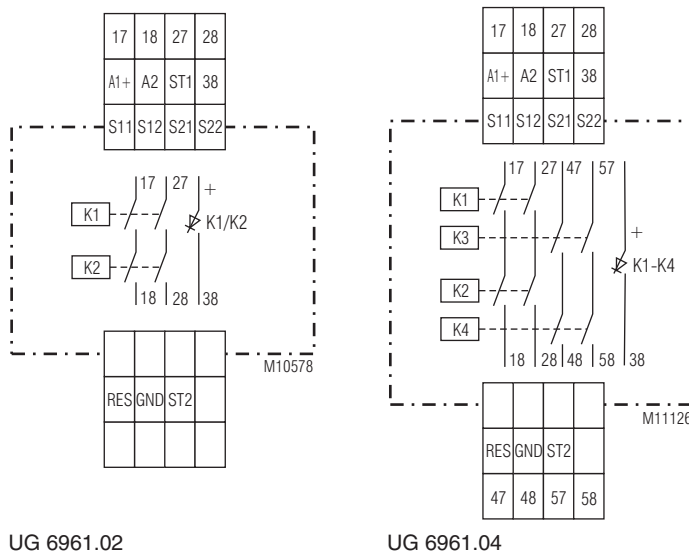 17 18 27 28
A1+ A2 ST1 38
S11 S12 S21 S22
17 27 +
K1 K1/K2
K2
18 28 38
M10578
RES GND ST2
UG 6961.02
17 18 27 28
A1+ A2 ST1 38
S11 S12 S21 S22
17 27 47 57
K1
K3 +
K1-K4
K2
K4
18 28 48 58 38
M11126
RES GND ST2
47 48 57 58
UG 6961.04